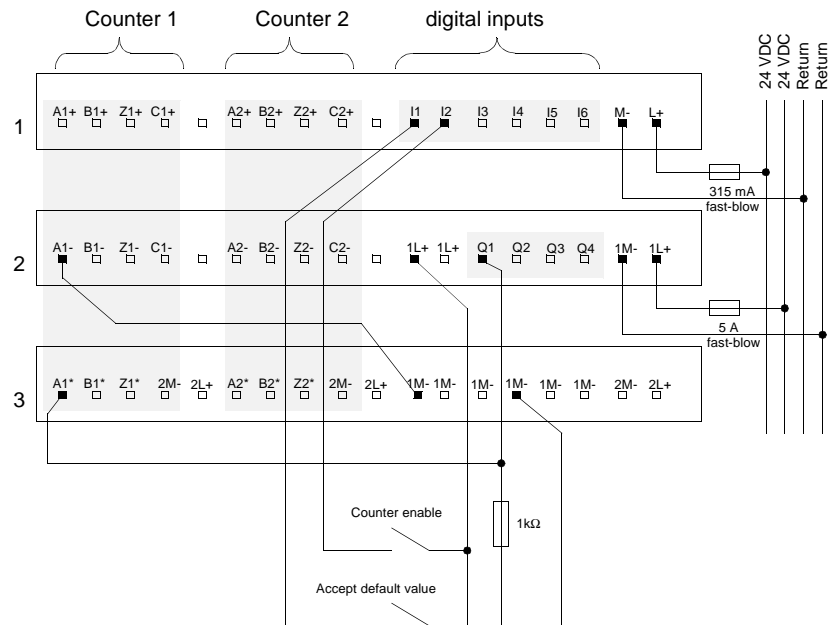 Counter 1 Counter 2 digital inputs
24 VDC
24 VDC
Return
Return
A1+ B1+ Z1+ C1+ A2+ B2+ Z2+ C2+ I1 I2 I3 I4 I5 I6 M- L+
1
315 mA
fast-blow
A1- B1- Z1- C1- A2- B2- Z2- C2- 1L+ 1L+ Q1 Q2 Q3 Q4 1M- 1L+
2
5 A
fast-blow
A1* B1* Z1* 2M- 2L+ A2* B2* Z2* 2M- 2L+ 1M- 1M- 1M- 1M- 1M- 1M- 2M- 2L+
3
Counter enable
1kΩ
Accept default value